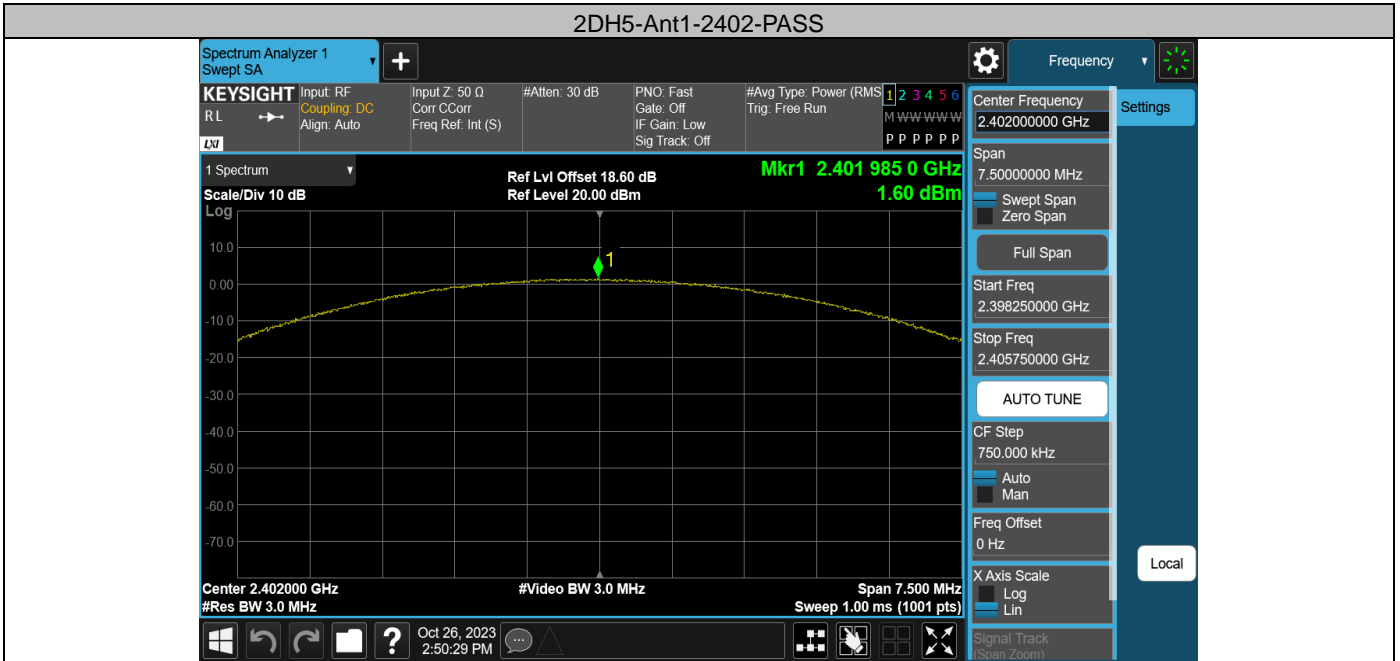 2DH5-Ant1-2402-PASS
Spectrum Analyzer 1
Swept SA
+
Frequency
KEYSIGHT
RL
LXI
Input: RF
Coupling: DC
Align: Auto
Input Z: 50 Ω
Corr CCorr
Freq Ref: Int (S)
#Atten: 30 dB
PNO: Fast
Gate: Off
IF Gain: Low
Sig Track: Off
#Avg Type: Power (RMS
Trig: Free Run
1 2 3 4 5 6
M W W W W W
P P P P P P
Center Frequency
2.402000000 GHz
Settings
Span
7.50000000 MHz
Swept Span
Zero Span
Full Span
Start Freq
2.398250000 GHz
Stop Freq
2.405750000 GHz
AUTO TUNE
CF Step
750.000 kHz
Auto
Man
Freq Offset
0 Hz
X Axis Scale
Log
Lin
Signal Track
(Span Zoom)
Local
1 Spectrum
Scale/Div 10 dB
Ref Lvl Offset 18.60 dB
Ref Level 20.00 dBm
Mkr1 2.401 985 0 GHz
1.60 dBm
Log
10.0
0.00
-10.0
-20.0
-30.0
-40.0
-50.0
-60.0
-70.0
1
Center 2.402000 GHz
#Res BW 3.0 MHz
#Video BW 3.0 MHz
Span 7.500 MHz
Sweep 1.00 ms (1001 pts)
?
Oct 26, 2023
2:50:29 PM